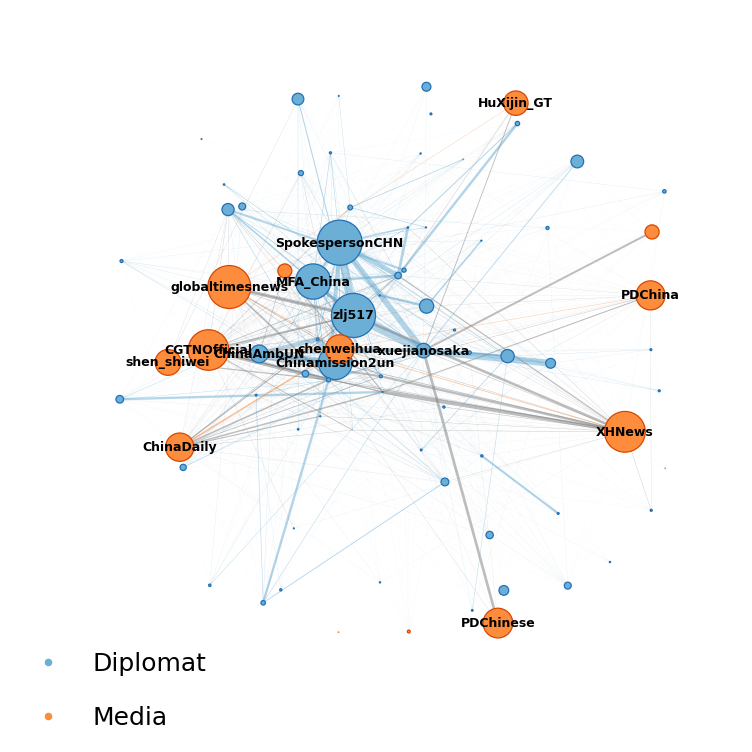 HuXijin_GT
SpokespersonCHN
MFA_China
globaltimesnews
PDChina
zlj517
CGTNOfficial
chenweihua
xuejianosaka
ChinaAmbUN
shen_shiwei
Chinamission2un
XHNews
ChinaDaily
PDChinese
Diplomat
Media